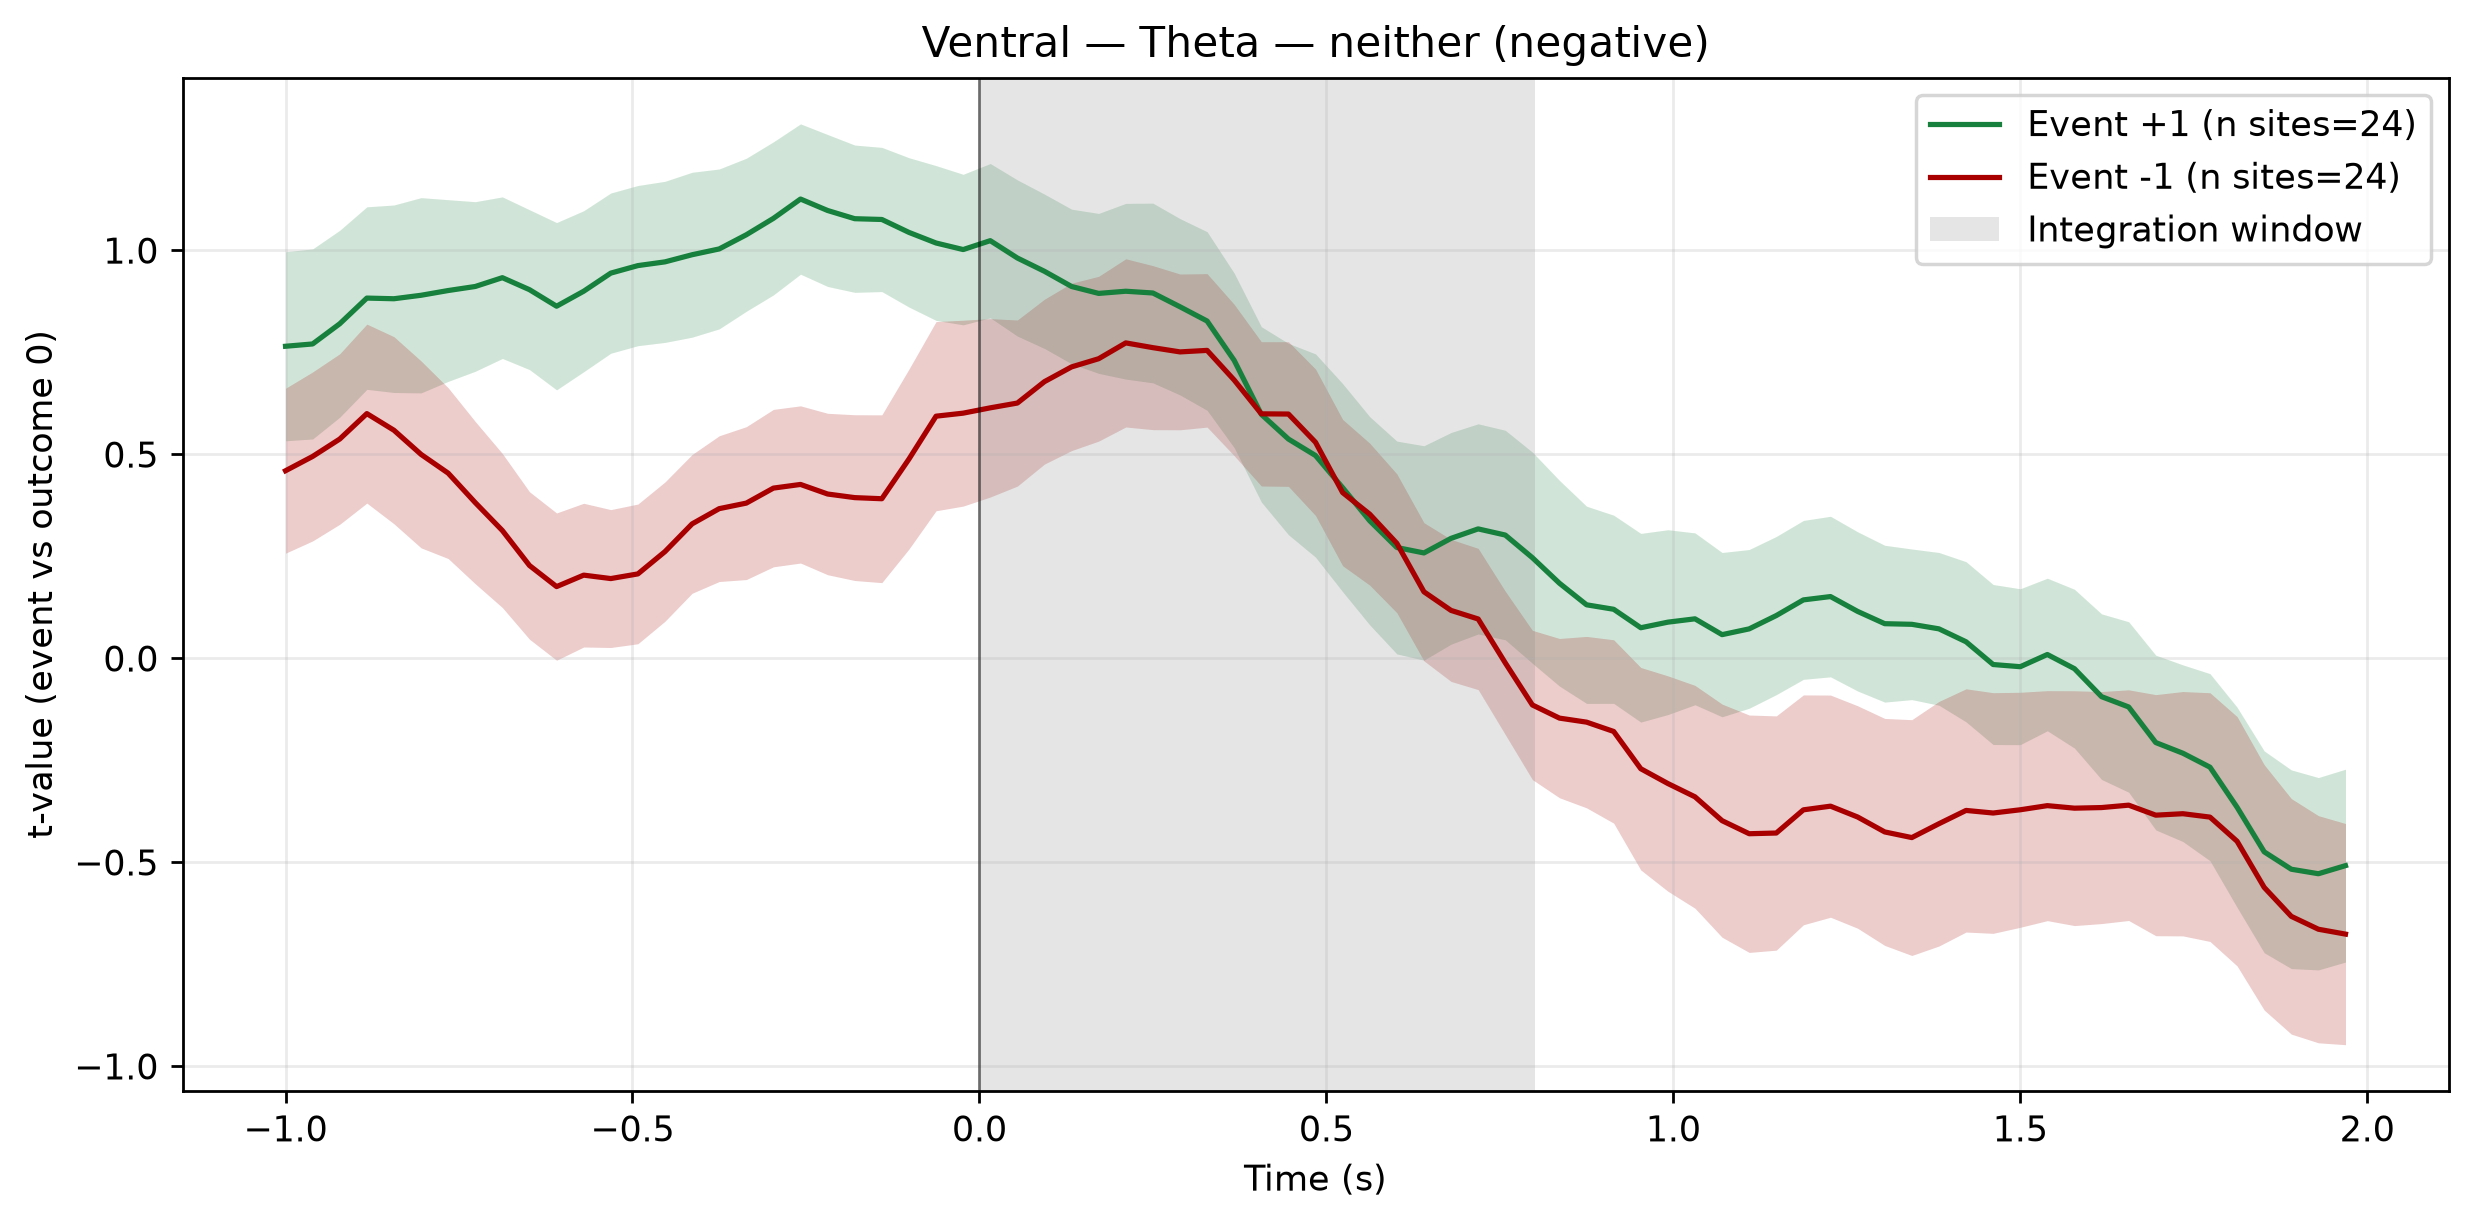 Ventral — Theta — neither (negative)
Event +1 (n sites=24)
Event -1 (n sites=24)
Integration window
t-value (event vs outcome 0)
1.0
0.5
0.0
−0.5
−1.0
−1.0
−0.5
0.0
0.5
1.0
1.5
2.0
Time (s)